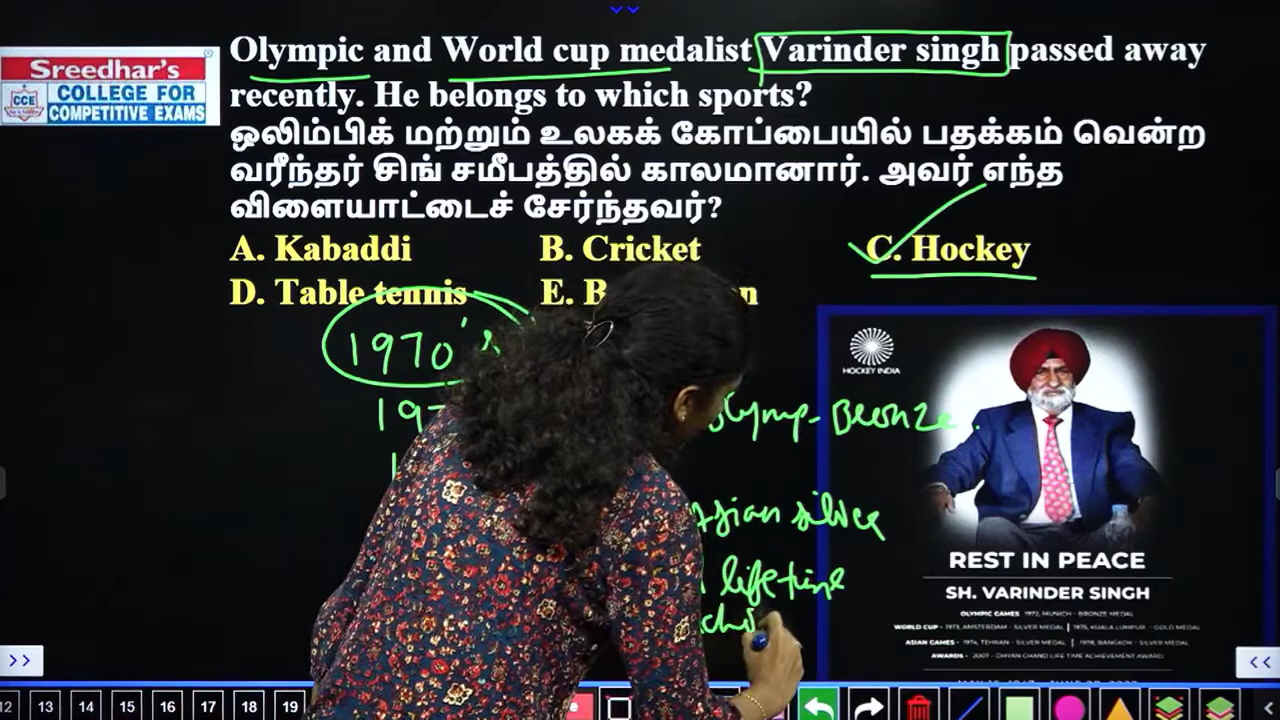 Olympic and World cup medalist Varinder singh passed away
recently. He belongs to which sports?
ஒலிம்பிக் மற்றும் உலகக் கோப்பையில் பதக்கம் வென்ற
வரீந்தர் சிங் சமீபத்தில் காலமானார். அவர் எந்த
விளையாட்டைச் சேர்ந்தவர்?
A. Kabaddi B. Cricket C. Hockey
D. Table tennis E.
Sreedhar's
CCE
COLLEGE FOR
COMPETITIVE EXAMS
1970's
Bronze.
Asian silver
lifetime
HOCKEY INDIA
REST IN PEACE
SH. VARINDER SINGH
OLYMPIC GAMES 1972, MUNICH - BRONZE MEDAL
WORLD CUP - 1973, AMSTERDAM - SILVER MEDAL | 1975, KUALA LUMPUR - GOLD MEDAL
ASIAN GAMES - 1974, TEHRAN - SILVER MEDAL | 1978, BANGKOK - SILVER MEDAL
AWARDS - 2007 - DHYAN CHAND LIFE TIME ACHIEVEMENT AWARD
>> <<
12 13 14 15 16 17 18 19